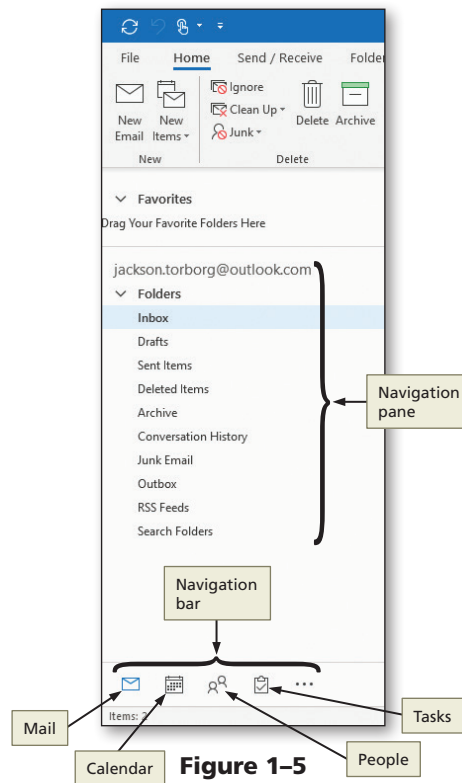 File Home Send / Receive Folder
Ignore
Clean Up
Junk
New Email
New Items
Delete Archive
New Delete
Favorites
Drag Your Favorite Folders Here
jackson.torborg@outlook.com
Folders
Inbox
Drafts
Sent Items
Deleted Items
Archive
Conversation History
Junk Email
Outbox
RSS Feeds
Search Folders
Navigation
pane
Navigation
bar
Items: 2
Mail
Calendar
People
Tasks
Figure 1–5